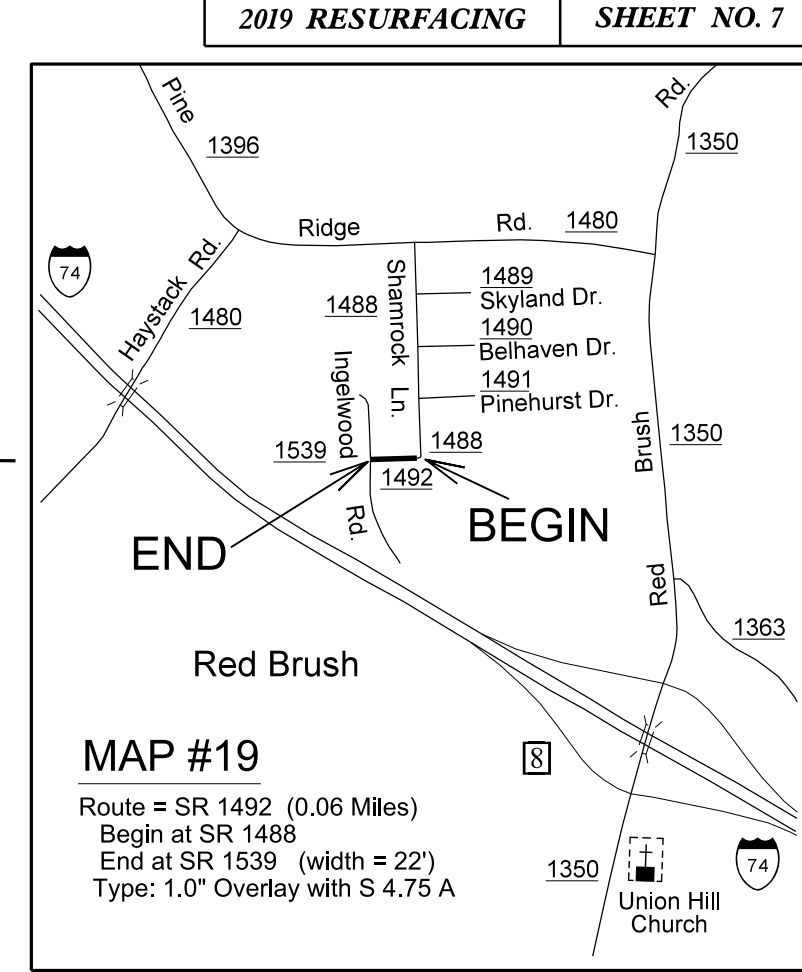 2019 RESURFACING
SHEET NO. 7
Pine
1396
Rd.
1350
Ridge
Rd.
1480
74
Haystack Rd.
1480
1488
Shamrock Ln.
1489
Skyland Dr.
1490
Belhaven Dr.
1491
Pinehurst Dr.
Ingelwood
Rd.
1539
1488
1492
Brush
1350
END
BEGIN
Red
1363
Red Brush
MAP #19
Route = SR 1492 (0.06 Miles)
Begin at SR 1488
End at SR 1539 (width = 22')
Type: 1.0" Overlay with S 4.75 A
8
1350
Union Hill
Church
74